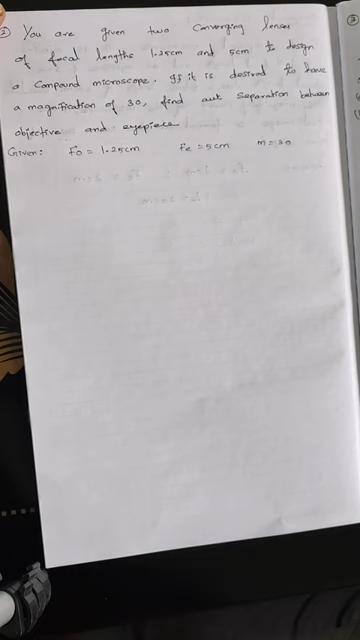 ② You are given two Converging lenses
of focal lengths 1.25cm and 5cm to design
a Compound microscope. If it is desired to have
a magnification of 30, find out Separation between
objective and eyepiece
Given: Fo = 1.25cm Fe = 5cm m = 30
③